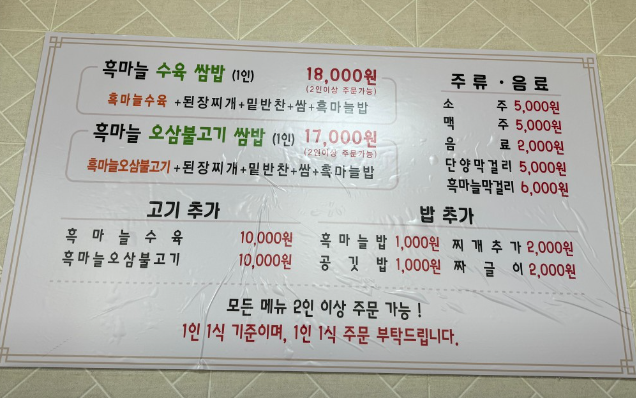 흑마늘 수육 쌈밥 (1인) 18,000원
(2인이상 주문가능)
흑마늘수육 +된장찌개+밑반찬+쌈+흑마늘밥
흑마늘 오삼불고기 쌈밥 (1인) 17,000원
(2인이상 주문가능)
흑마늘오삼불고기+된장찌개+밑반찬+쌈+흑마늘밥
주류 · 음료
소 주 5,000원
맥 주 5,000원
음 료 2,000원
단양막걸리 5,000원
흑마늘막걸리 6,000원
고기 추가
흑 마 늘 수 육 10,000원
흑마늘오삼불고기 10,000원
밥 추가
흑 마 늘 밥 1,000원 찌 개 추 가 2,000원
공 깃 밥 1,000원 짜 글 이 2,000원
모든 메뉴 2인 이상 주문 가능 !
1인 1식 기준이며, 1인 1식 주문 부탁드립니다.